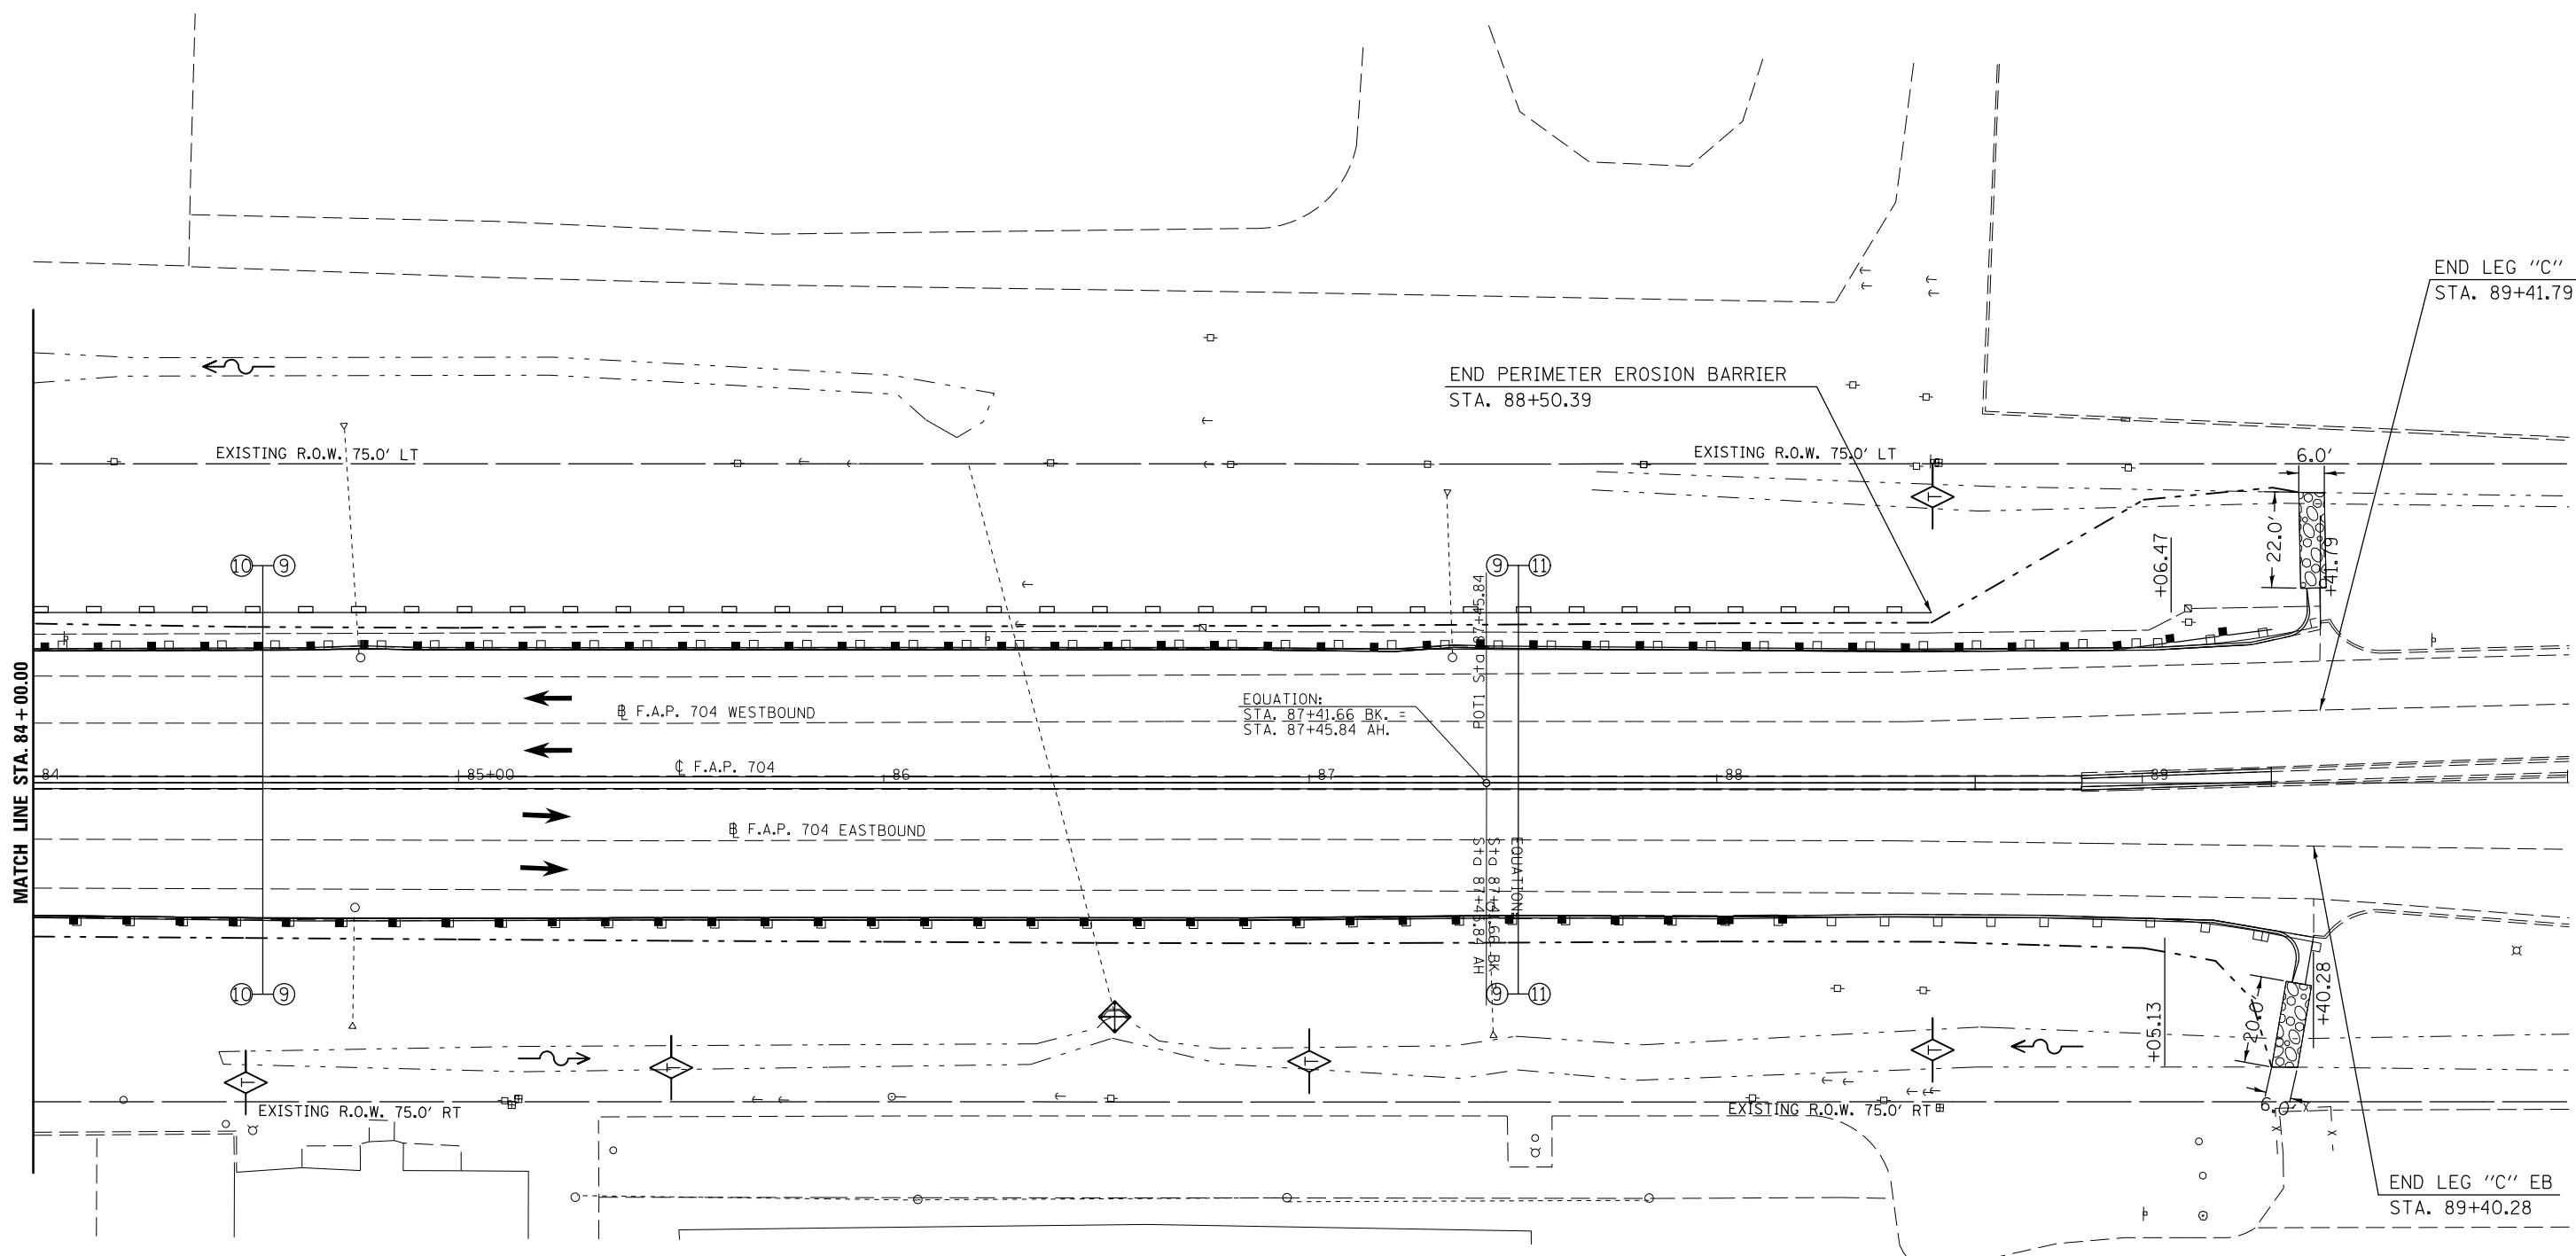 END LEG "C"
STA. 89+41.79
END PERIMETER EROSION BARRIER
STA. 88+50.39
EXISTING R.O.W. 75.0' LT
EXISTING R.O.W. 75.0' LT
6.0'
22.0'
+06.47
+41.79
10
9
9
11
POT1 Sta 87+45.84
MATCH LINE STA. 84+00.00
EQUATION:
STA. 87+41.66 BK. =
STA. 87+45.84 AH.
℄ F.A.P. 704 WESTBOUND
℄ F.A.P. 704
84
85+00
86
87
88
89
℄ F.A.P. 704 EASTBOUND
EQUATION:
Sta 87+41.66 BK
Sta 87+45.84 AH
10
9
9
11
20.0'
+40.28
+05.13
6.0'
EXISTING R.O.W. 75.0' RT
EXISTING R.O.W. 75.0' RT
T
T
T
T
T
x
x
x
END LEG "C" EB
STA. 89+40.28